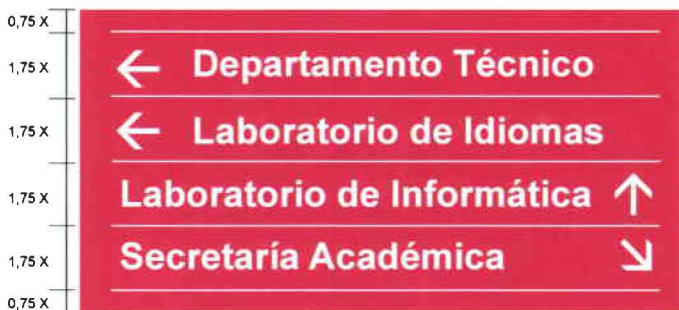 0,75 X
1,75 X
← Departamento Técnico
1,75 X
← Laboratorio de Idiomas
1,75 X
Laboratorio de Informática ↑
1,75 X
Secretaría Académica ↘
0,75 X